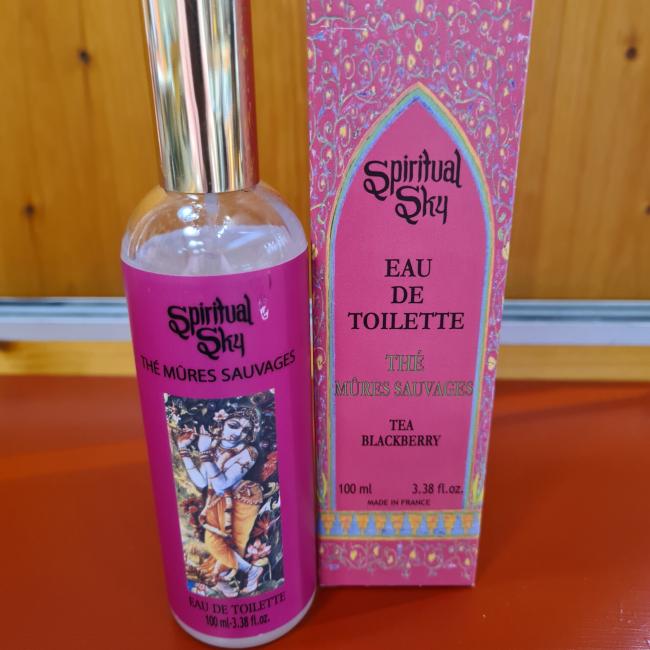 Spiritual
Sky
THÉ MÛRES SAUVAGES
EAU DE TOILETTE
100 ml-3.38 fl.oz.
Spiritual
Sky
EAU
DE
TOILETTE
THÉ
MÛRES SAUVAGES
TEA
BLACKBERRY
100 ml 3.38 fl.oz.
MADE IN FRANCE